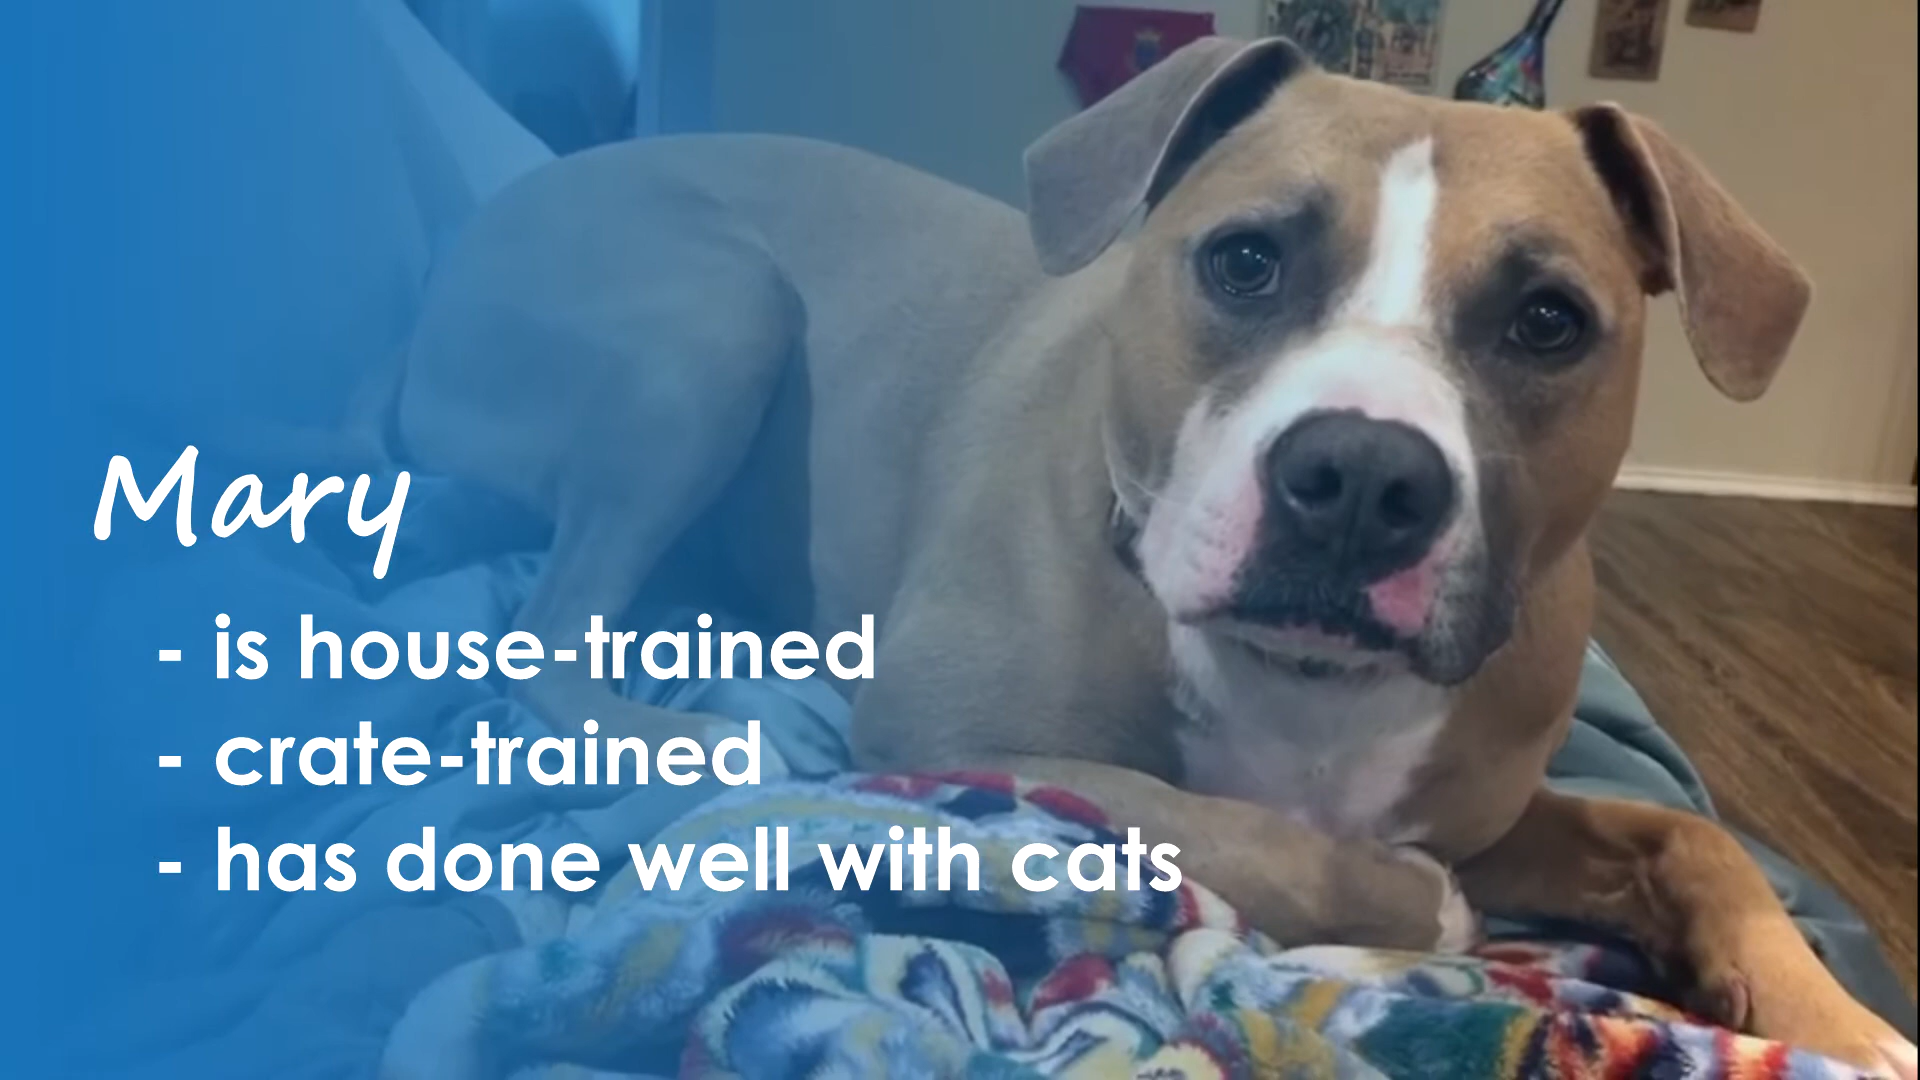 Mary
- is house-trained
- crate-trained
- has done well with cats